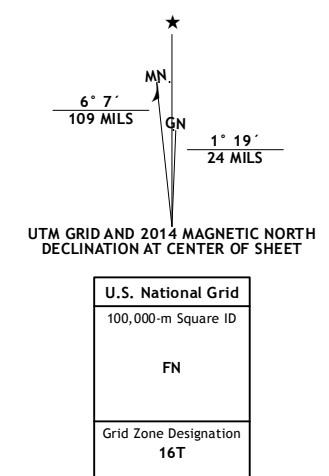 ★
MN
GN
6° 7´
109 MILS
1° 19´
24 MILS
UTM GRID AND 2014 MAGNETIC NORTH
DECLINATION AT CENTER OF SHEET
U.S. National Grid
100,000-m Square ID
FN
Grid Zone Designation
16T